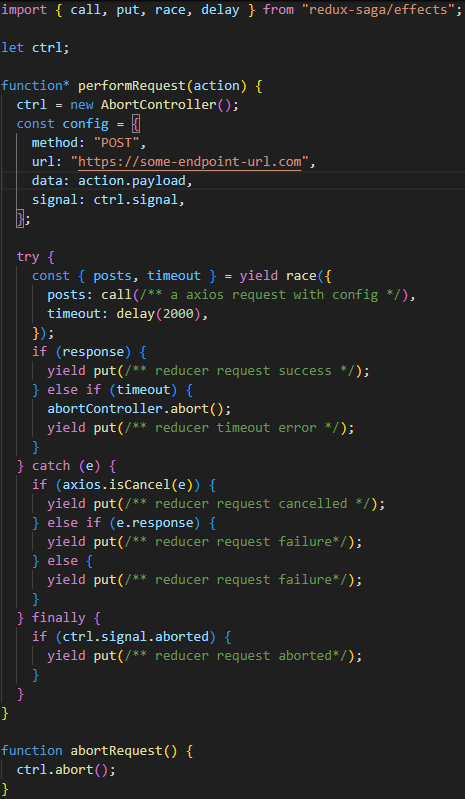 import { call, put, race, delay } from "redux-saga/effects";

let ctrl;

function* performRequest(action) {
  ctrl = new AbortController();
  const config = {
    method: "POST",
    url: "https://some-endpoint-url.com",
    data: action.payload,
    signal: ctrl.signal,
  };

  try {
    const { posts, timeout } = yield race({
      posts: call(/** a axios request with config */),
      timeout: delay(2000),
    });
    if (response) {
      yield put(/** reducer request success */);
    } else if (timeout) {
      abortController.abort();
      yield put(/** reducer timeout error */);
    }
  } catch (e) {
    if (axios.isCancel(e)) {
      yield put(/** reducer request cancelled */);
    } else if (e.response) {
      yield put(/** reducer request failure*/);
    } else {
      yield put(/** reducer request failure*/);
    }
  } finally {
    if (ctrl.signal.aborted) {
      yield put(/** reducer request aborted*/);
    }
  }
}

function abortRequest() {
  ctrl.abort();
}